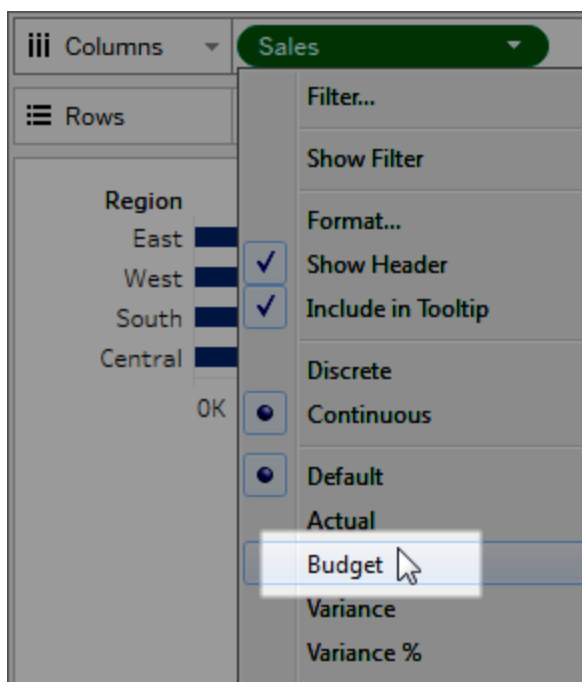 Columns
Sales
Rows
Filter...
Show Filter
Format...
Show Header
Include in Tooltip
Discrete
Continuous
Default
Actual
Budget
Variance
Variance %
Region
East
West
South
Central
0K